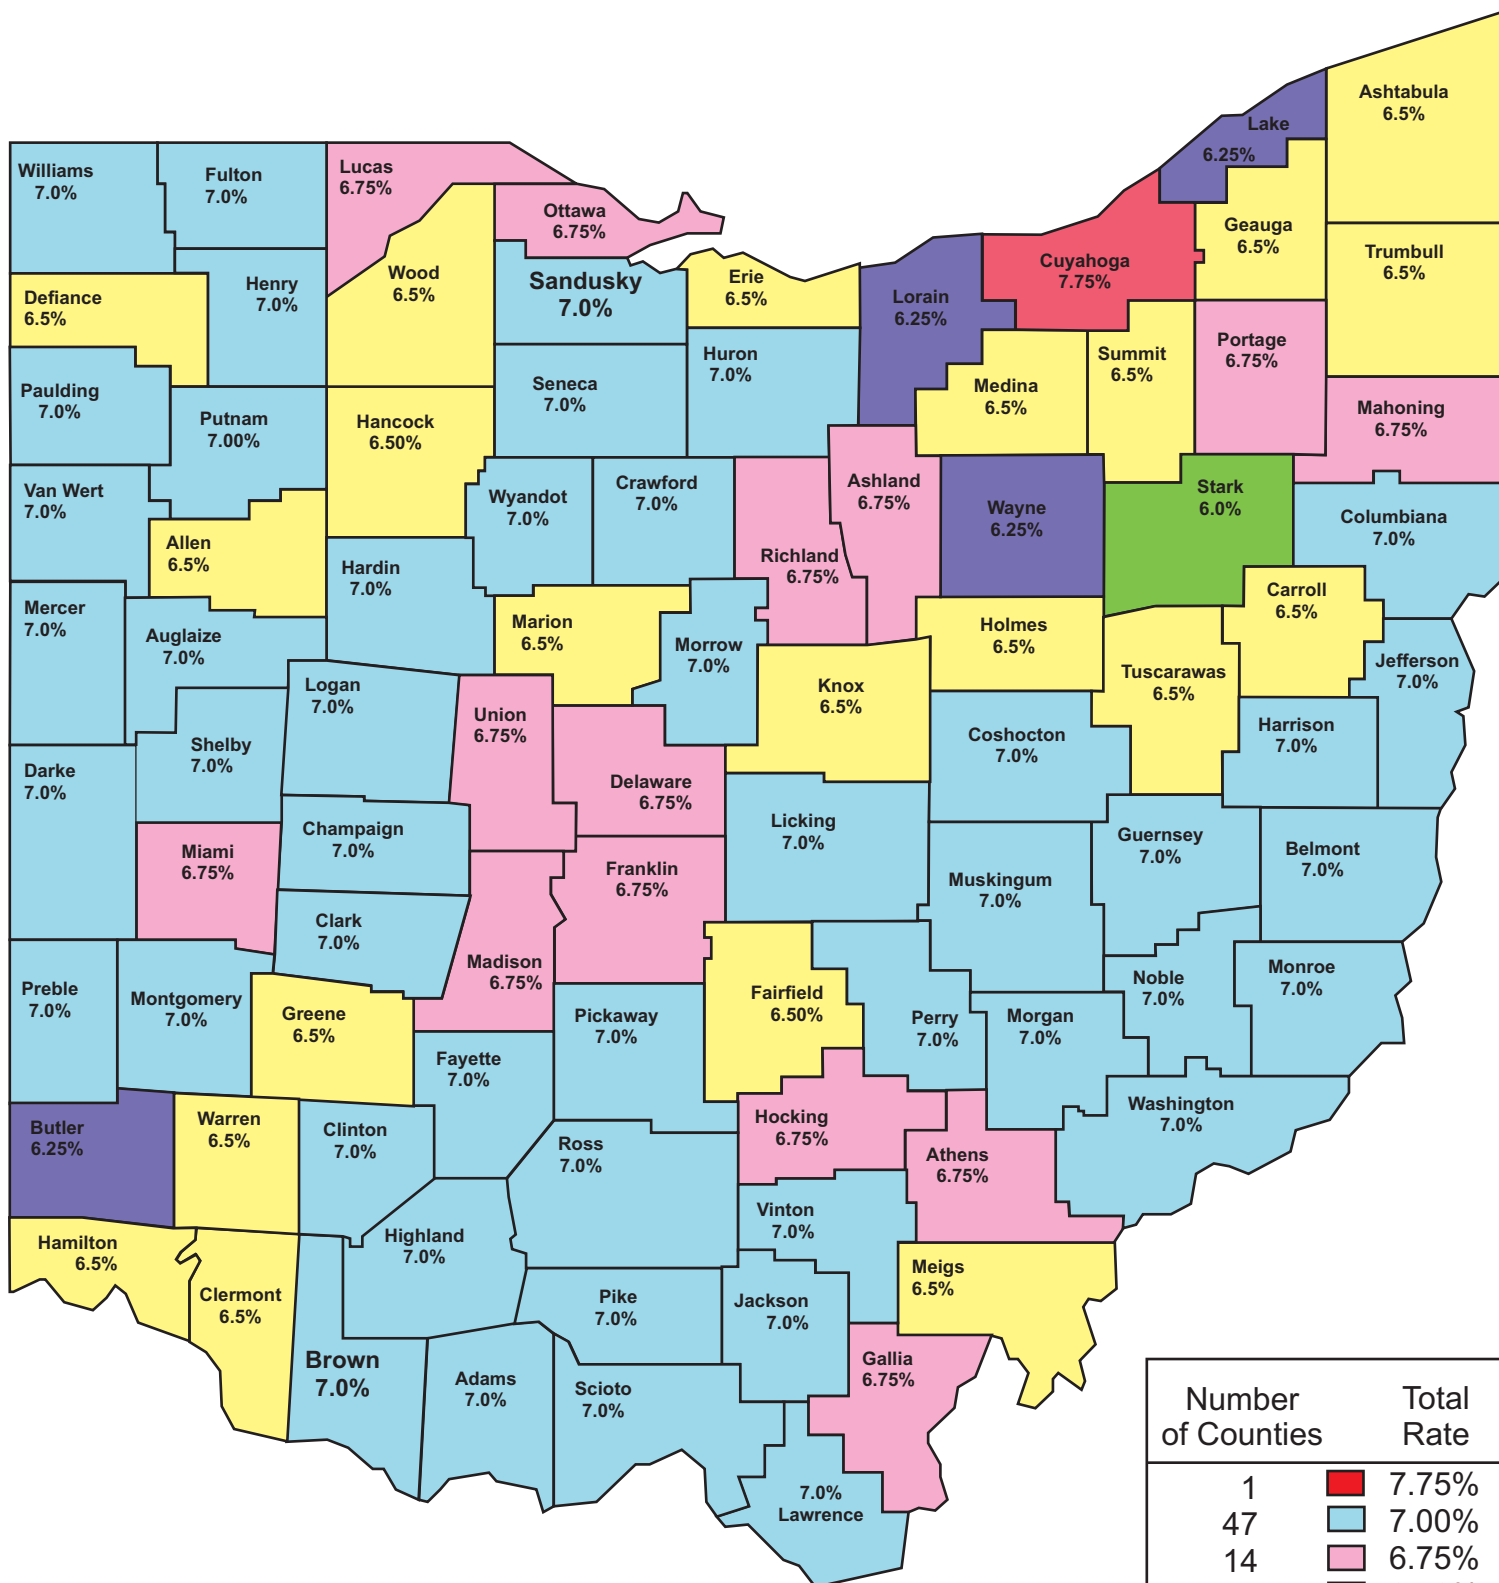 Ashtabula
6.5%
Lake
6.25%
Williams
7.0%
Fulton
7.0%
Lucas
6.75%
Ottawa
6.75%
Geauga
6.5%
Trumbull
6.5%
Wood
6.5%
Henry
7.0%
Sandusky
7.0%
Erie
6.5%
Lorain
6.25%
Cuyahoga
7.75%
Defiance
6.5%
Huron
7.0%
Summit
6.5%
Portage
6.75%
Medina
6.5%
Mahoning
6.75%
Paulding
7.0%
Putnam
7.00%
Hancock
6.50%
Seneca
7.0%
Van Wert
7.0%
Wyandot
7.0%
Crawford
7.0%
Ashland
6.75%
Wayne
6.25%
Stark
6.0%
Columbiana
7.0%
Allen
6.5%
Hardin
7.0%
Richland
6.75%
Carroll
6.5%
Mercer
7.0%
Auglaize
7.0%
Marion
6.5%
Morrow
7.0%
Holmes
6.5%
Tuscarawas
6.5%
Jefferson
7.0%
Logan
7.0%
Union
6.75%
Knox
6.5%
Coshocton
7.0%
Harrison
7.0%
Shelby
7.0%
Darke
7.0%
Delaware
6.75%
Champaign
7.0%
Licking
7.0%
Guernsey
7.0%
Belmont
7.0%
Miami
6.75%
Franklin
6.75%
Muskingum
7.0%
Clark
7.0%
Madison
6.75%
Preble
7.0%
Montgomery
7.0%
Greene
6.5%
Pickaway
7.0%
Fairfield
6.50%
Perry
7.0%
Morgan
7.0%
Noble
7.0%
Monroe
7.0%
Fayette
7.0%
Butler
6.25%
Warren
6.5%
Clinton
7.0%
Ross
7.0%
Hocking
6.75%
Athens
6.75%
Washington
7.0%
Hamilton
6.5%
Highland
7.0%
Vinton
7.0%
Meigs
6.5%
Clermont
6.5%
Pike
7.0%
Jackson
7.0%
Brown
7.0%
Adams
7.0%
Scioto
7.0%
Gallia
6.75%
7.0%
Lawrence
Number of Counties
Total Rate
1 7.75%
47 7.00%
14 6.75%